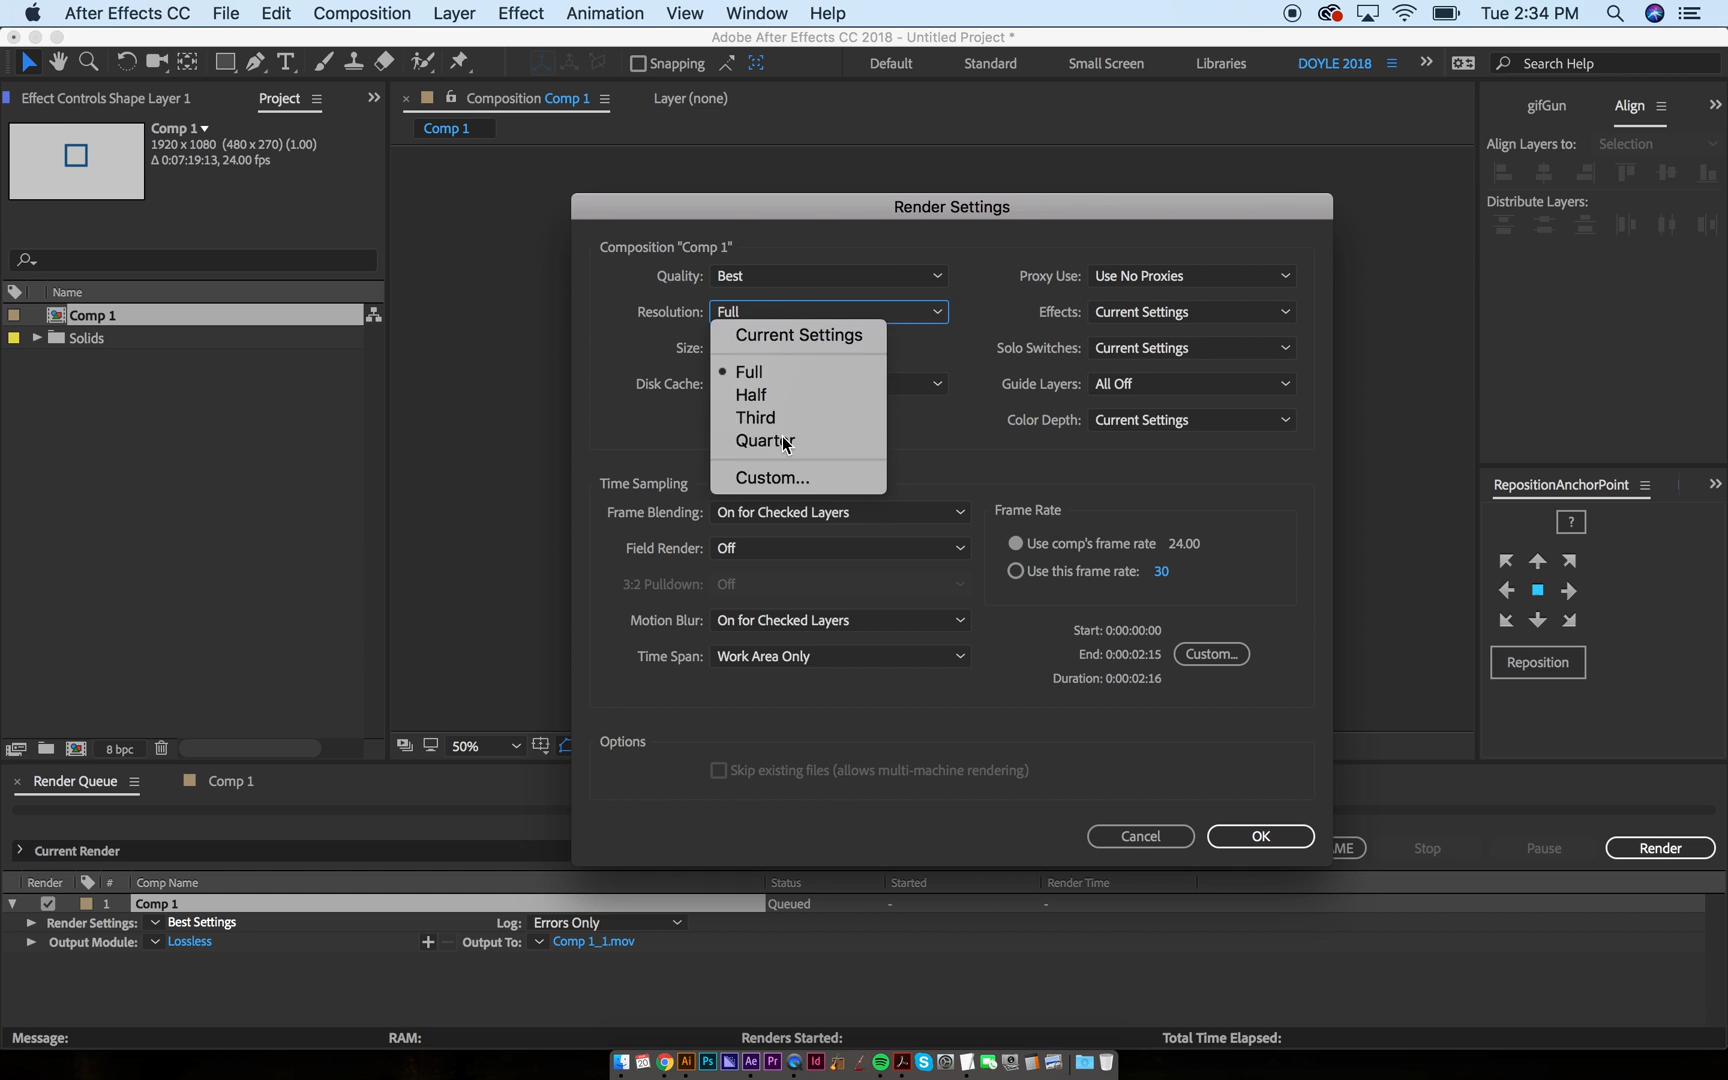 After Effects CC File Edit Composition Layer Effect Animation View Window Help Tue 2:34 PM
Adobe After Effects CC 2018 - Untitled Project *
T Snapping Default Standard Small Screen Libraries DOYLE 2018 Search Help
Effect Controls Shape Layer 1 Project Composition Comp 1 Layer (none) gifGun Align
Comp 1
1920 x 1080 (480 x 270) (1.00)
Δ 0:07:19:13, 24.00 fps
Comp 1
Align Layers to: Selection
Distribute Layers:
Render Settings
Composition "Comp 1"
Quality: Best Proxy Use: Use No Proxies
Resolution: Full Effects: Current Settings
Size: Solo Switches: Current Settings
Disk Cache: Guide Layers: All Off
Color Depth: Current Settings
Current Settings
Full
Half
Third
Quarter
Custom...
Name
Comp 1
Solids
Time Sampling
Frame Blending: On for Checked Layers
Field Render: Off
3:2 Pulldown: Off
Motion Blur: On for Checked Layers
Time Span: Work Area Only
Frame Rate
Use comp's frame rate 24.00
Use this frame rate: 30
Start: 0:00:00:00
End: 0:00:02:15 Custom...
Duration: 0:00:02:16
Options
Skip existing files (allows multi-machine rendering)
Cancel OK
RepositionAnchorPoint
?
Reposition
8 bpc 50%
Render Queue Comp 1
Current Render ME Stop Pause Render
Render # Comp Name Status Started Render Time
1 Comp 1 Queued - -
Render Settings: Best Settings Log: Errors Only
Output Module: Lossless + Output To: Comp 1_1.mov
Message: RAM: Renders Started: Total Time Elapsed:
20 Ai Ps Ae Pr Id